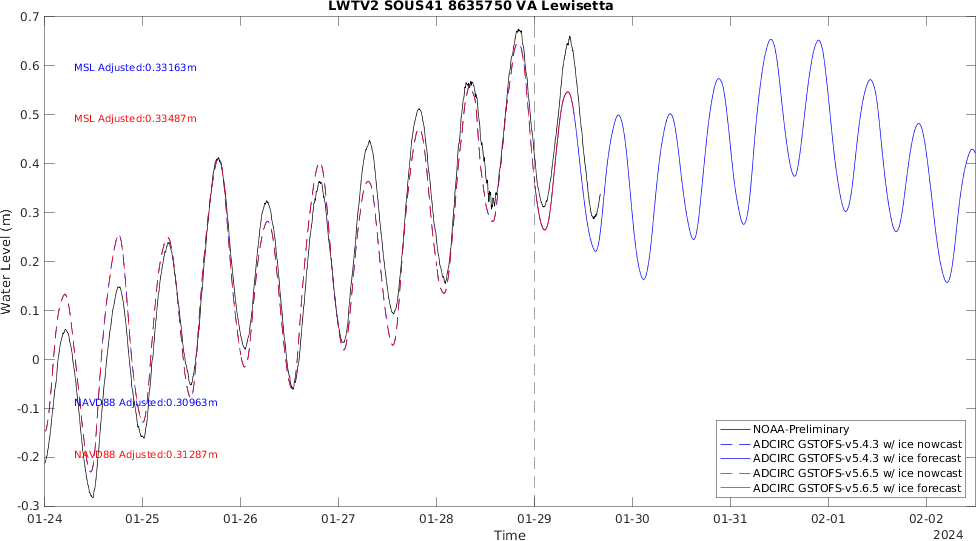 LWTV2 SOUS41 8635750 VA Lewisetta
0.7
0.6
0.5
0.4
0.3
0.2
0.1
0
-0.1
-0.2
-0.3
Water Level (m)
MSL Adjusted:0.33163m
MSL Adjusted:0.33487m
NAVD88 Adjusted:0.30963m
NAVD88 Adjusted:0.31287m
NOAA-Preliminary
ADCIRC GSTOFS-v5.4.3 w/ ice nowcast
ADCIRC GSTOFS-v5.4.3 w/ ice forecast
ADCIRC GSTOFS-v5.6.5 w/ ice nowcast
ADCIRC GSTOFS-v5.6.5 w/ ice forecast
01-24 01-25 01-26 01-27 01-28 01-29 01-30 01-31 02-01 02-02
Time
2024